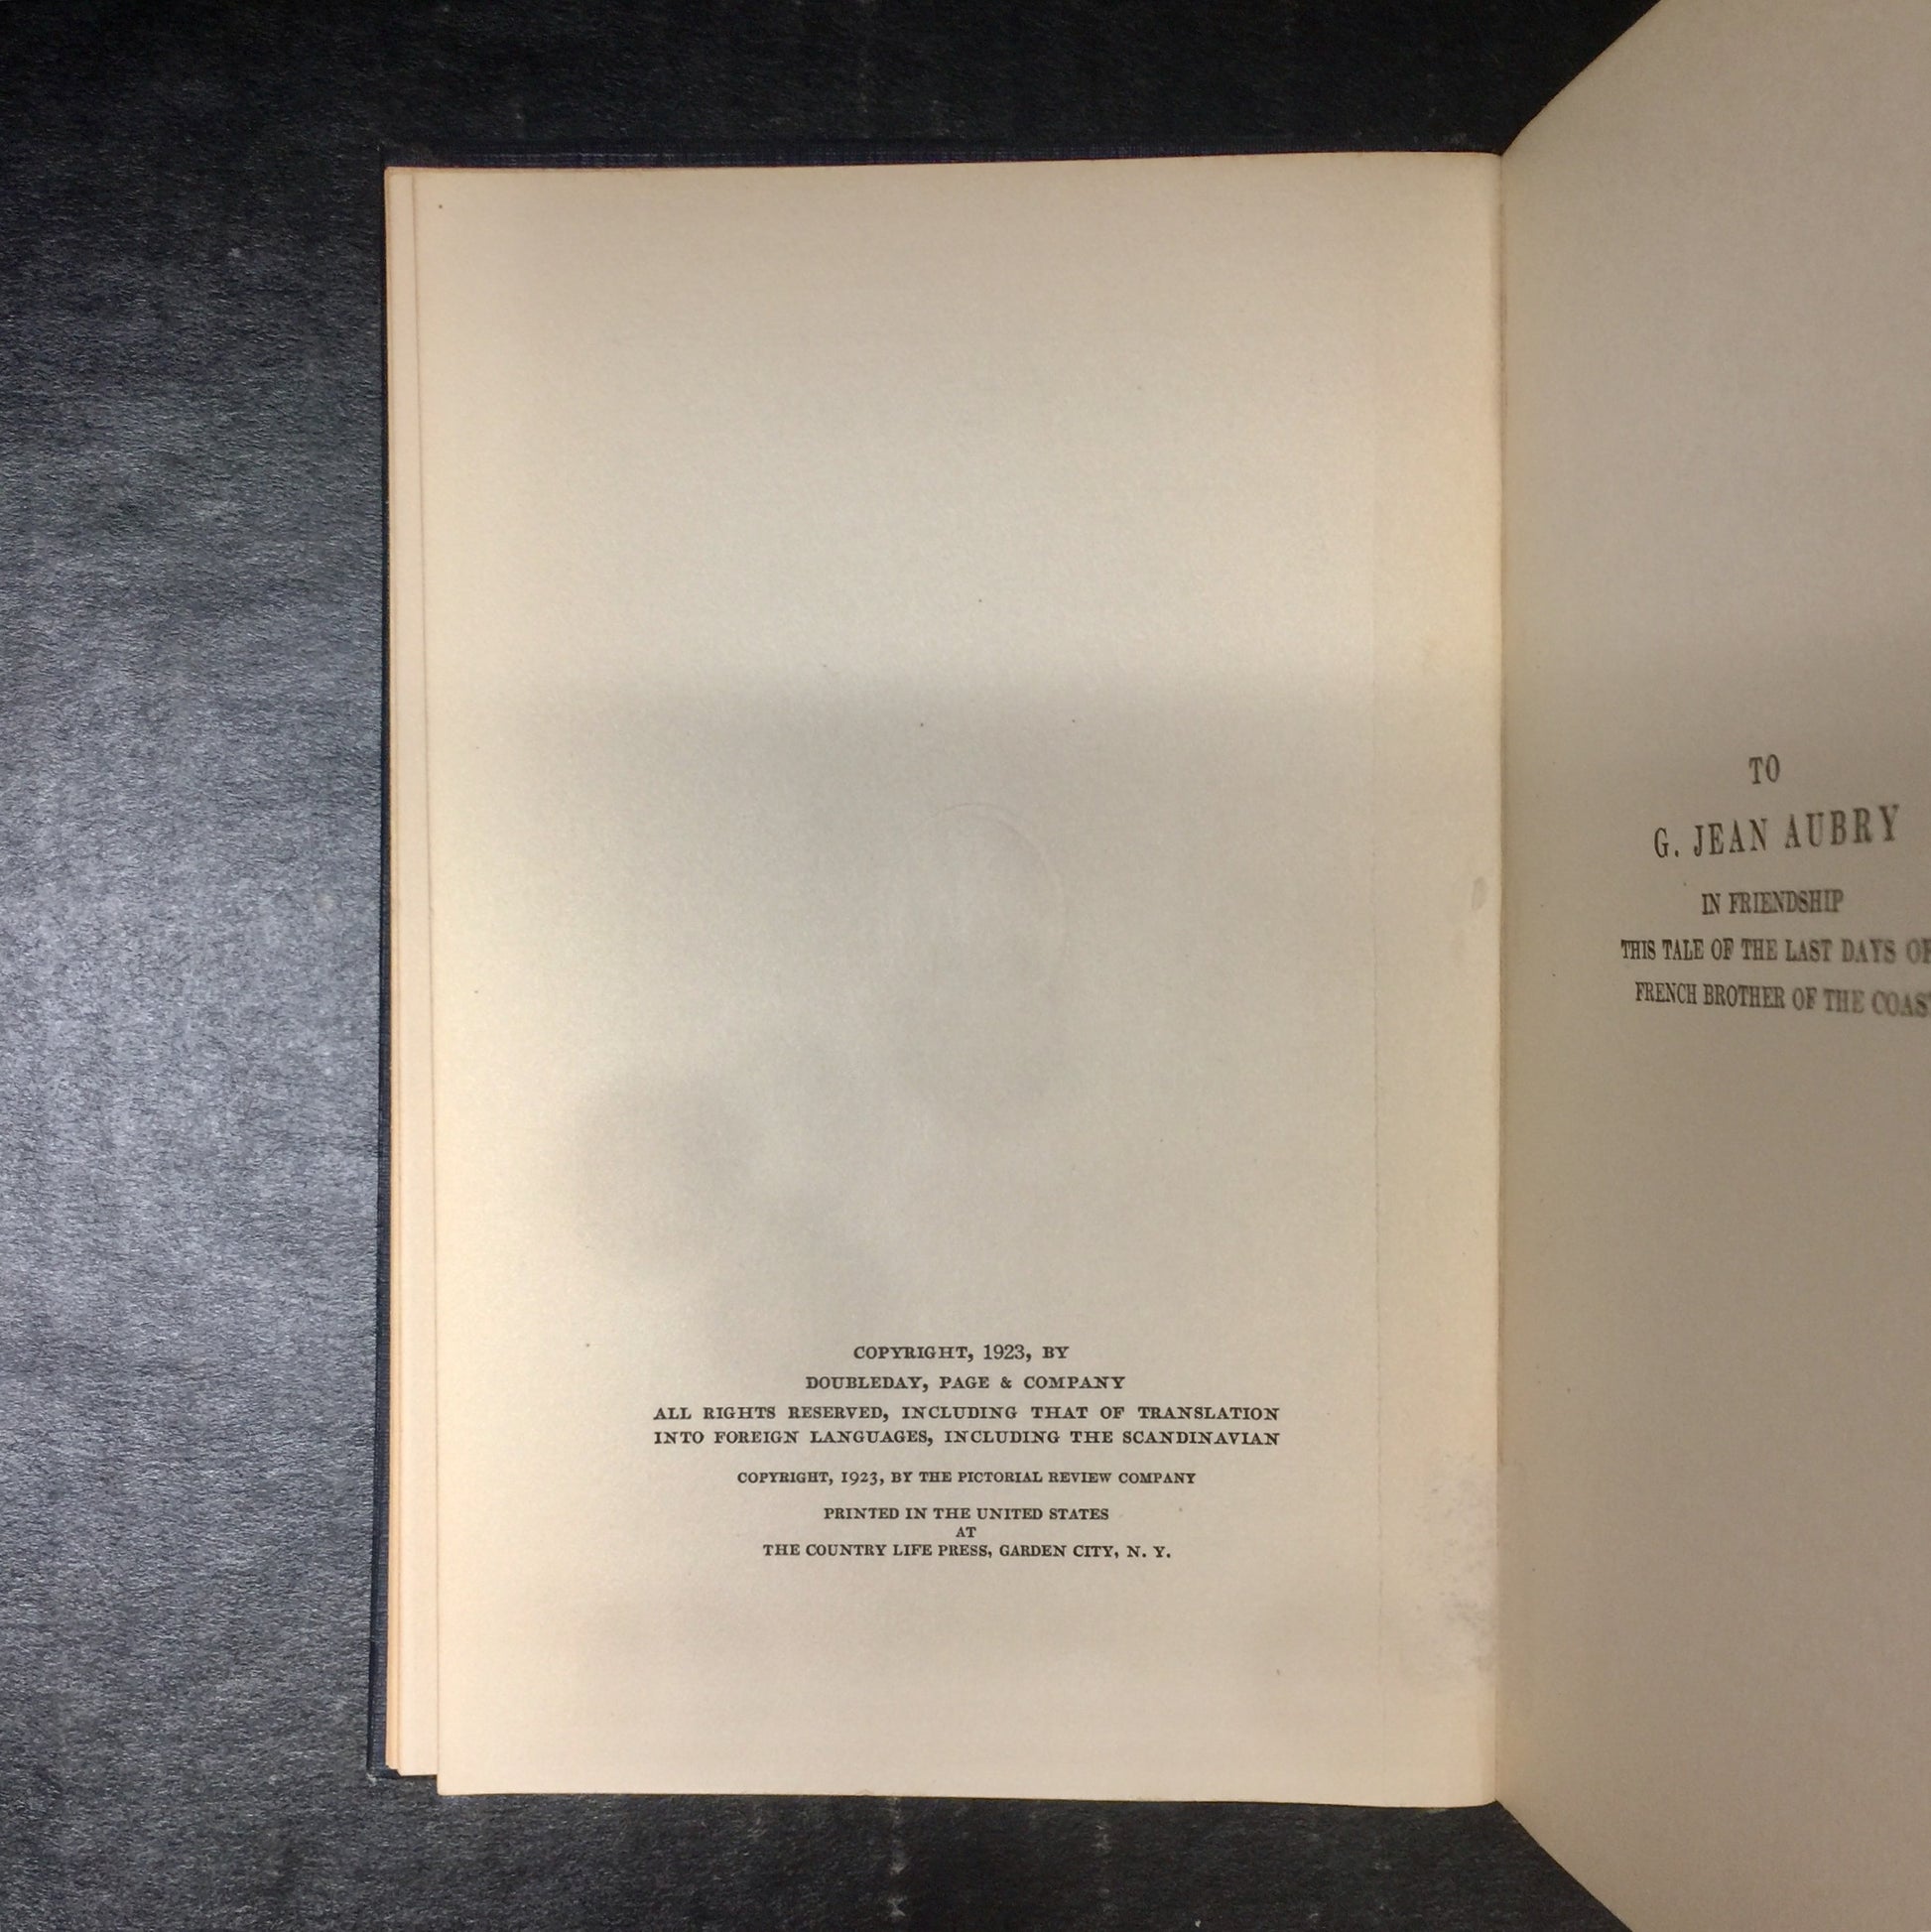 COPYRIGHT, 1923, BY
DOUBLEDAY, PAGE & COMPANY
ALL RIGHTS RESERVED, INCLUDING THAT OF TRANSLATION
INTO FOREIGN LANGUAGES, INCLUDING THE SCANDINAVIAN
COPYRIGHT, 1923, BY THE PICTORIAL REVIEW COMPANY
PRINTED IN THE UNITED STATES
AT
THE COUNTRY LIFE PRESS, GARDEN CITY, N. Y.
TO
G. JEAN AUBRY
IN FRIENDSHIP
THIS TALE OF THE LAST DAYS OF
FRENCH BROTHER OF THE COAS